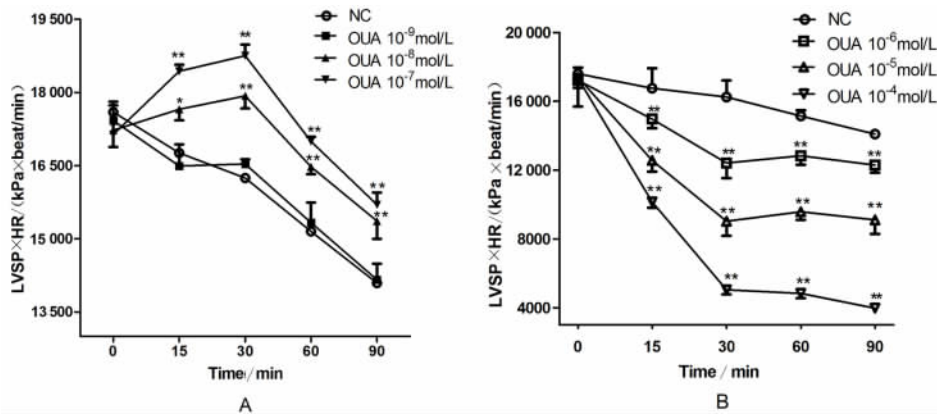 19 500
18 000
16 500
15 000
13 500
LVSP×HR/(kPa×beat/min)
NC
OUA 10⁻⁹mol/L
OUA 10⁻⁸mol/L
OUA 10⁻⁷mol/L
** ** ** **
* ** ** **
0 15 30 60 90
Time/min
A
20 000
16 000
12 000
8000
4000
LVSP×HR/(kPa×beat/min)
NC
OUA 10⁻⁶mol/L
OUA 10⁻⁵mol/L
OUA 10⁻⁴mol/L
** ** ** **
** ** ** **
** ** ** **
0 15 30 60 90
Time/min
B